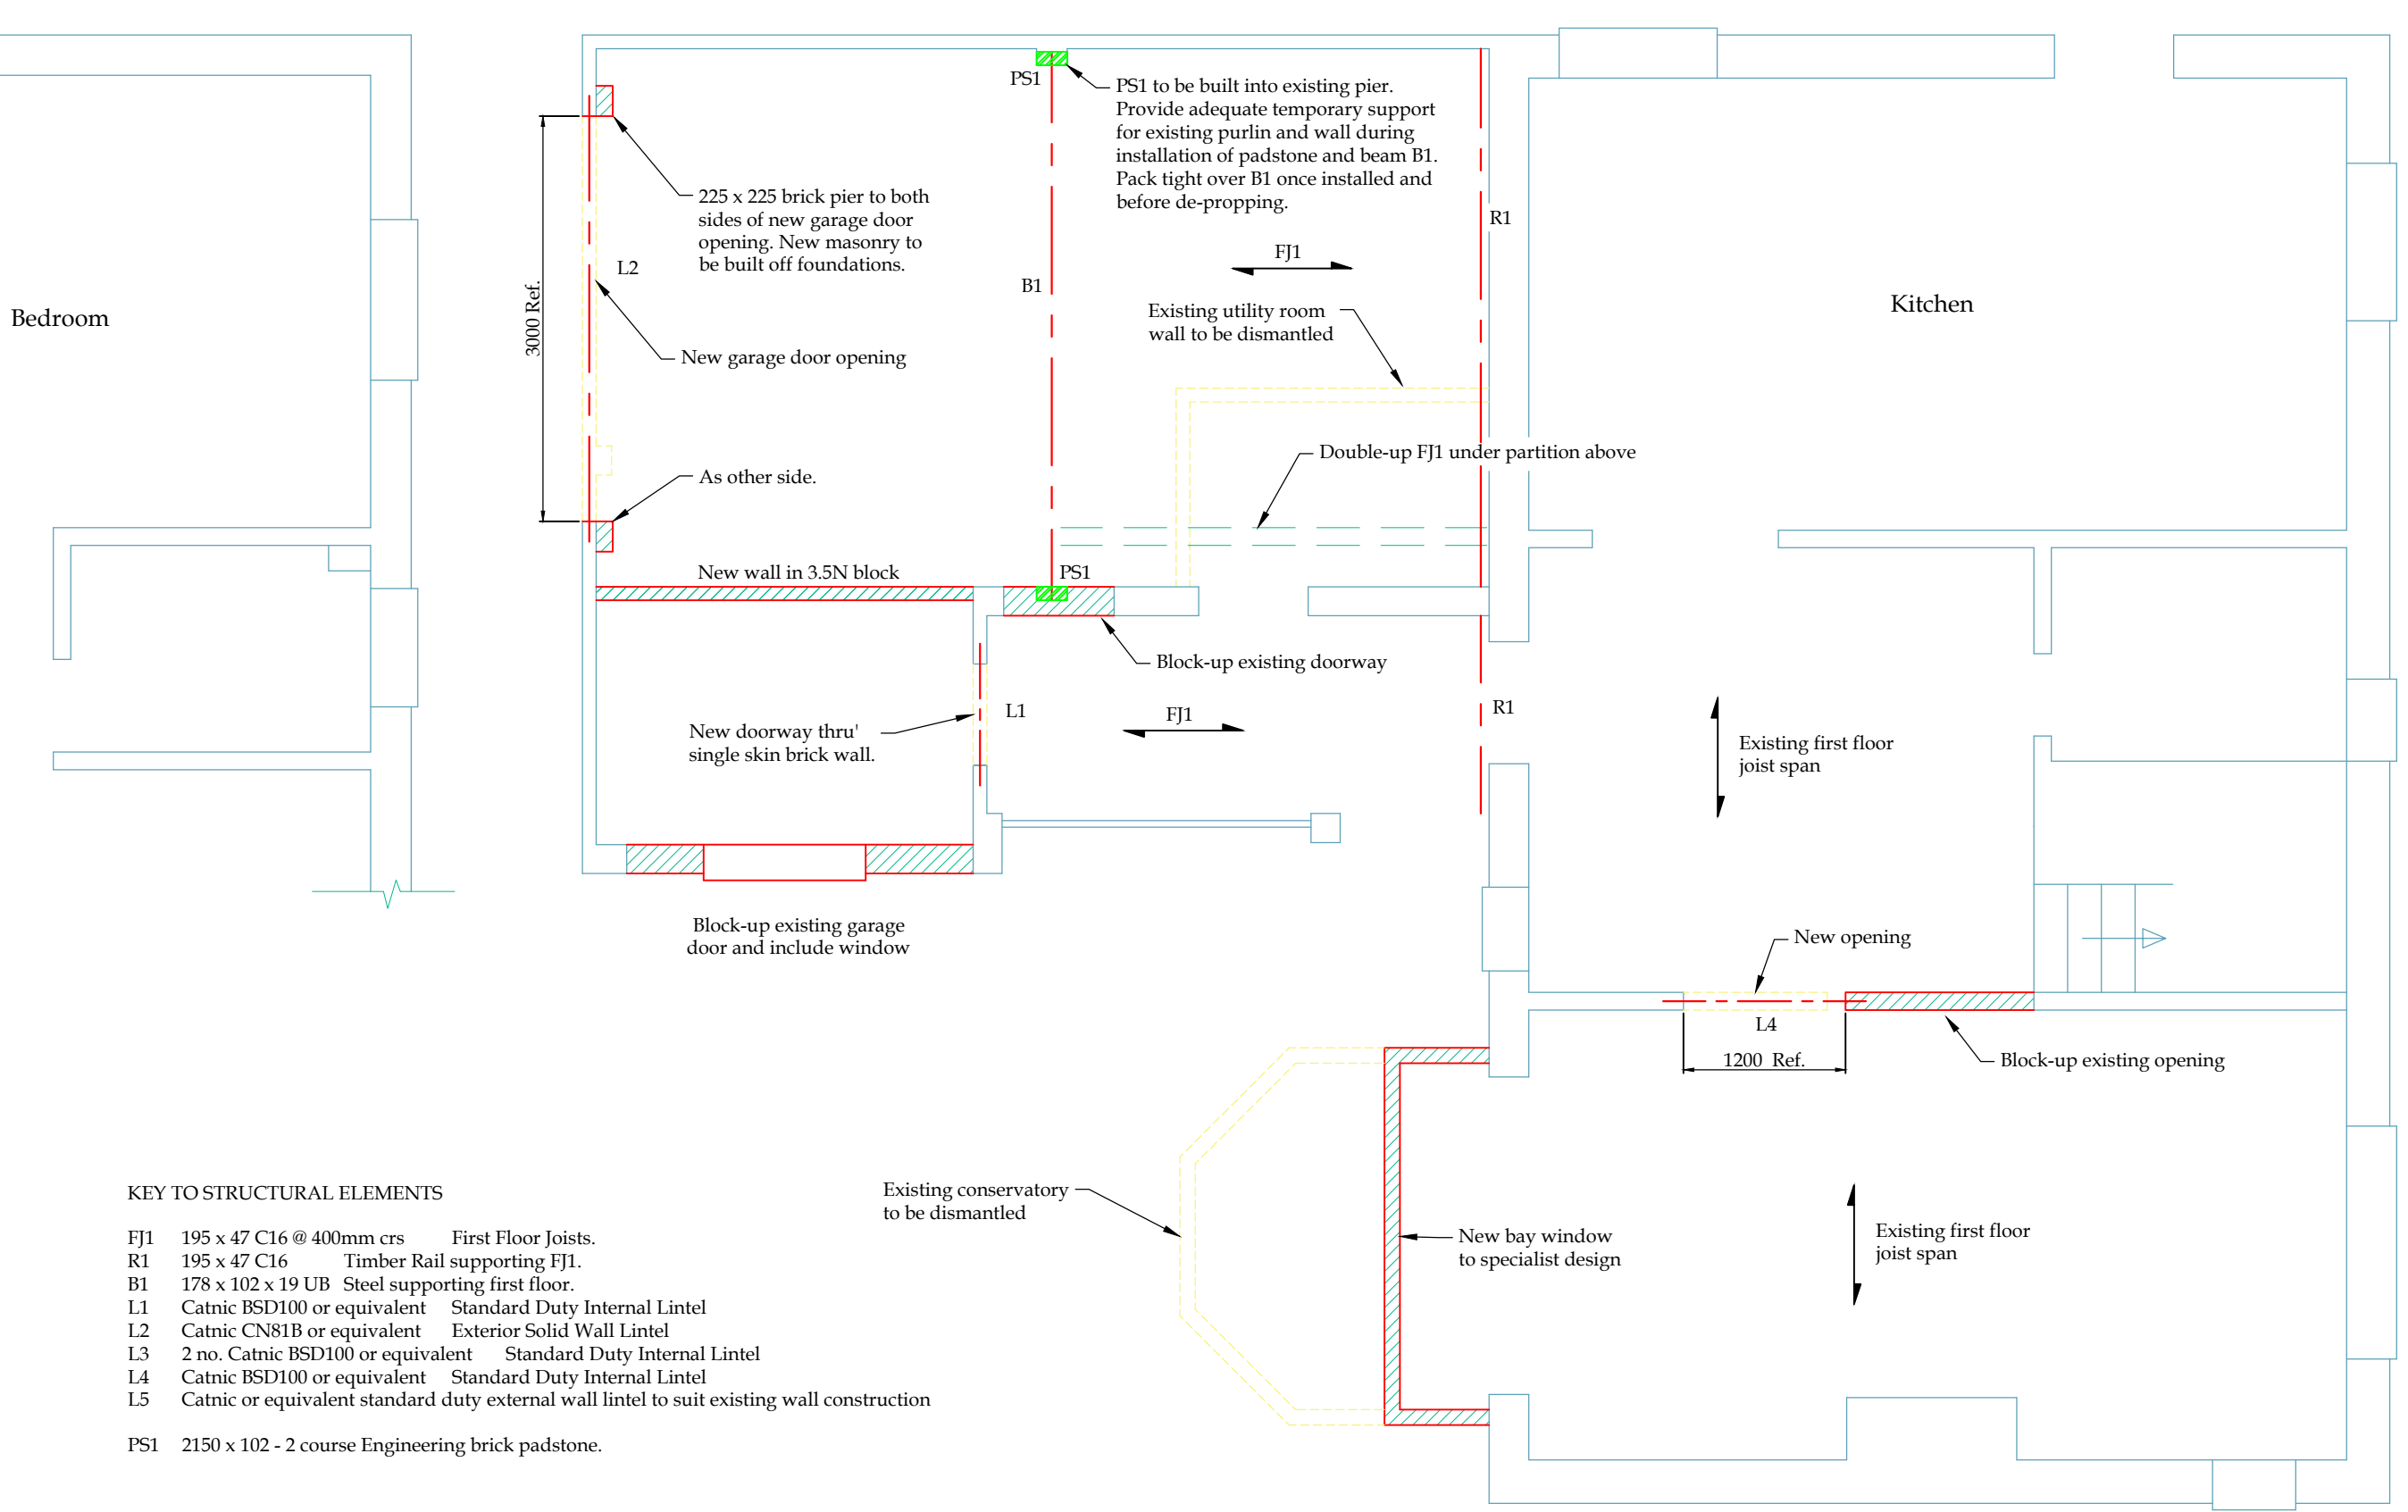 PS1
PS1 to be built into existing pier.
Provide adequate temporary support
for existing purlin and wall during
installation of padstone and beam B1.
Pack tight over B1 once installed and
before de-propping.
225 x 225 brick pier to both
sides of new garage door
opening. New masonry to
be built off foundations.
R1
FJ1
L2
B1
3000 Ref.
Bedroom
Kitchen
Existing utility room
wall to be dismantled
New garage door opening
Double-up FJ1 under partition above
As other side.
New wall in 3.5N block
PS1
Block-up existing doorway
L1
FJ1
R1
New doorway thru'
single skin brick wall.
Existing first floor
joist span
Block-up existing garage
door and include window
New opening
L4
1200 Ref.
Block-up existing opening
Existing conservatory
to be dismantled
New bay window
to specialist design
Existing first floor
joist span
KEY TO STRUCTURAL ELEMENTS
FJ1 195 x 47 C16 @ 400mm crs First Floor Joists.
R1 195 x 47 C16 Timber Rail supporting FJ1.
B1 178 x 102 x 19 UB Steel supporting first floor.
L1 Catnic BSD100 or equivalent Standard Duty Internal Lintel
L2 Catnic CN81B or equivalent Exterior Solid Wall Lintel
L3 2 no. Catnic BSD100 or equivalent Standard Duty Internal Lintel
L4 Catnic BSD100 or equivalent Standard Duty Internal Lintel
L5 Catnic or equivalent standard duty external wall lintel to suit existing wall construction
PS1 2150 x 102 - 2 course Engineering brick padstone.